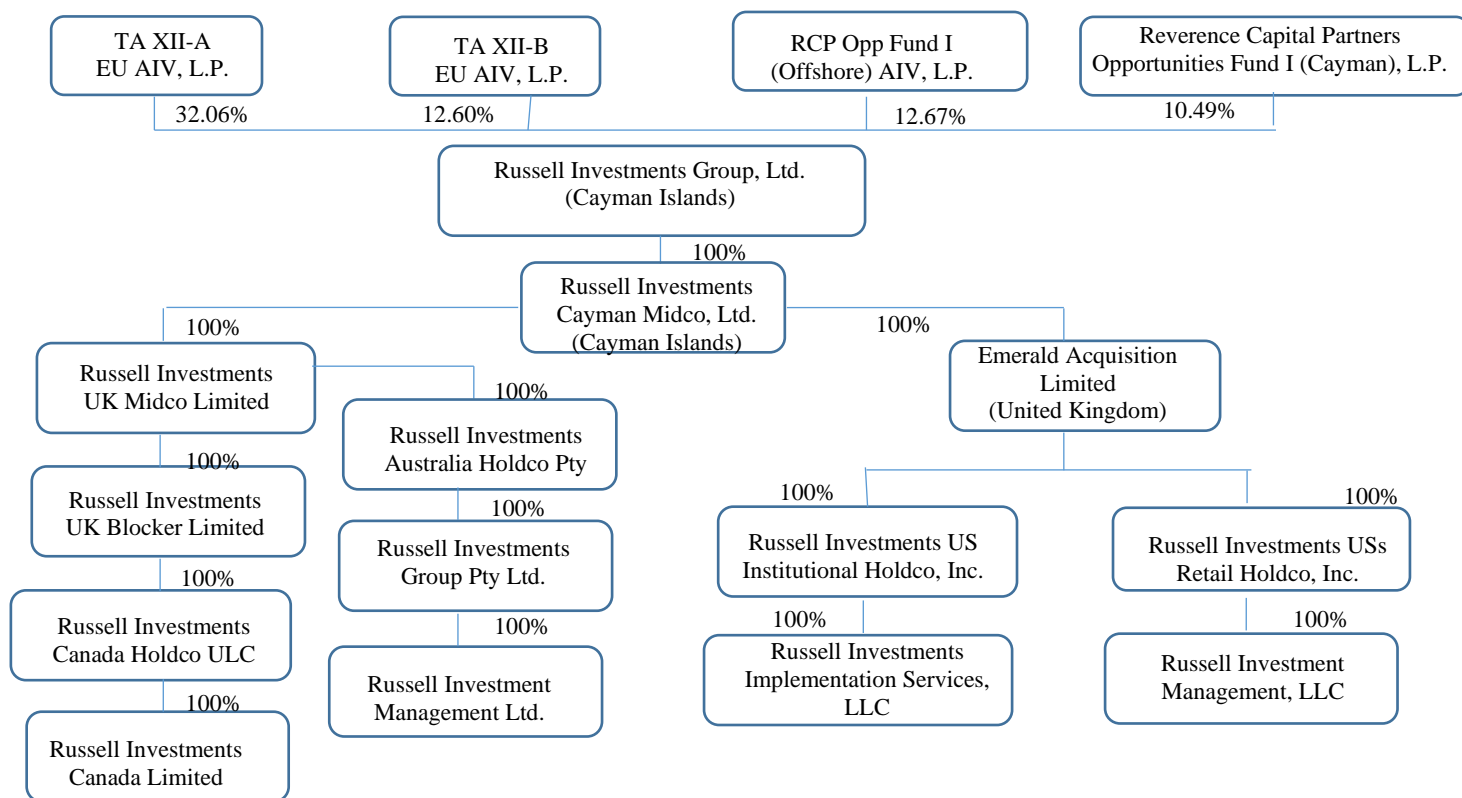 TA XII-A
EU AIV, L.P.
TA XII-B
EU AIV, L.P.
RCP Opp Fund I
(Offshore) AIV, L.P.
Reverence Capital Partners
Opportunities Fund I (Cayman), L.P.
32.06%
12.60%
12.67%
10.49%
Russell Investments Group, Ltd.
(Cayman Islands)
100%
Russell Investments
Cayman Midco, Ltd.
(Cayman Islands)
100%
100%
Russell Investments
UK Midco Limited
Emerald Acquisition
Limited
(United Kingdom)
100%
Russell Investments
Australia Holdco Pty
100%
Russell Investments
UK Blocker Limited
100%
Russell Investments
Group Pty Ltd.
100%
Russell Investments US
Institutional Holdco, Inc.
100%
Russell Investments USs
Retail Holdco, Inc.
100%
Russell Investments
Canada Holdco ULC
100%
Russell Investment
Management Ltd.
100%
Russell Investments
Implementation Services,
LLC
100%
Russell Investment
Management, LLC
100%
Russell Investments
Canada Limited
100%